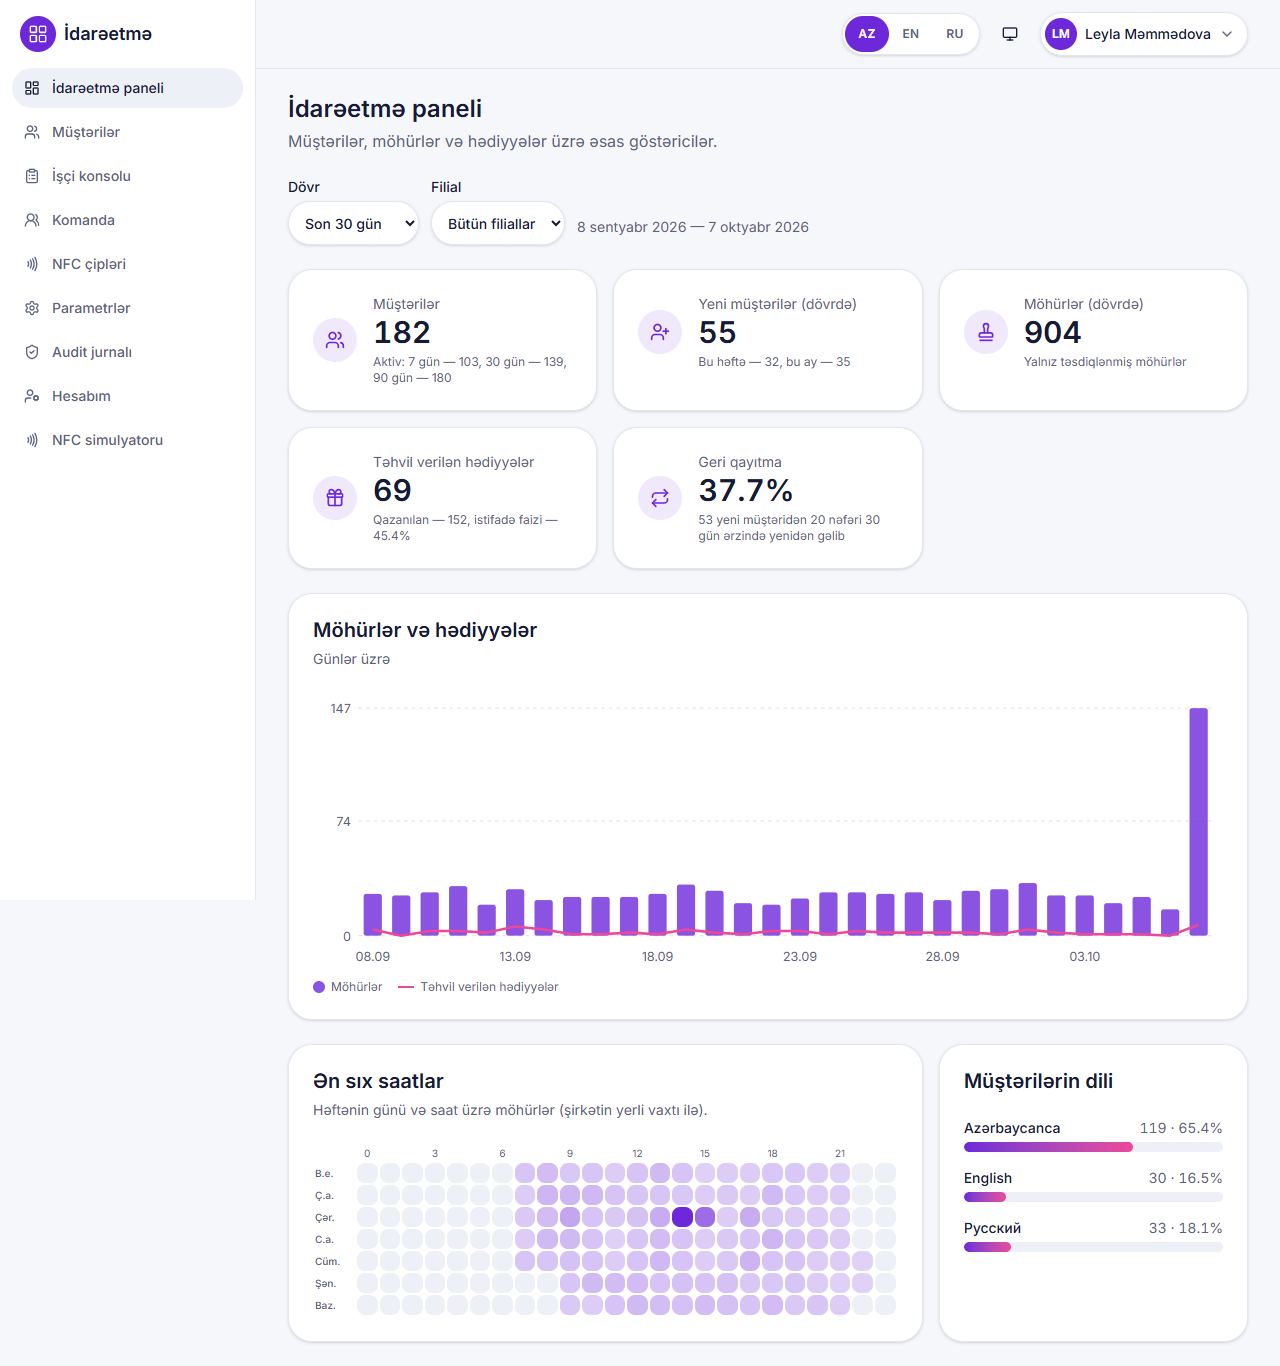 İdarəetmə
AZ EN RU
LM Leyla Məmmədova
İdarəetmə paneli
Müştərilər
İşçi konsolu
Komanda
NFC çipləri
Parametrlər
Audit jurnalı
Hesabım
NFC simulyatoru
İdarəetmə paneli
Müştərilər, möhürlər və hədiyyələr üzrə əsas göstəricilər.
Dövr
Filial
Son 30 gün
Bütün filiallar
8 sentyabr 2026 — 7 oktyabr 2026
Müştərilər
182
Aktiv: 7 gün — 103, 30 gün — 139,
90 gün — 180
Yeni müştərilər (dövrdə)
55
Bu həftə — 32, bu ay — 35
Möhürlər (dövrdə)
904
Yalnız təsdiqlənmiş möhürlər
Təhvil verilən hədiyyələr
69
Qazanılan — 152, istifadə faizi —
45.4%
Geri qayıtma
37.7%
53 yeni müştəridən 20 nəfəri 30
gün ərzində yenidən gəlib
Möhürlər və hədiyyələr
Günlər üzrə
147
74
0
08.09 13.09 18.09 23.09 28.09 03.10
Möhürlər Təhvil verilən hədiyyələr
Ən sıx saatlar
Həftənin günü və saat üzrə möhürlər (şirkətin yerli vaxtı ilə).
0 3 6 9 12 15 18 21
B.e.
Ç.a.
Çər.
C.a.
Cüm.
Şən.
Baz.
Müştərilərin dili
Azərbaycanca 119 · 65.4%
English 30 · 16.5%
Русский 33 · 18.1%